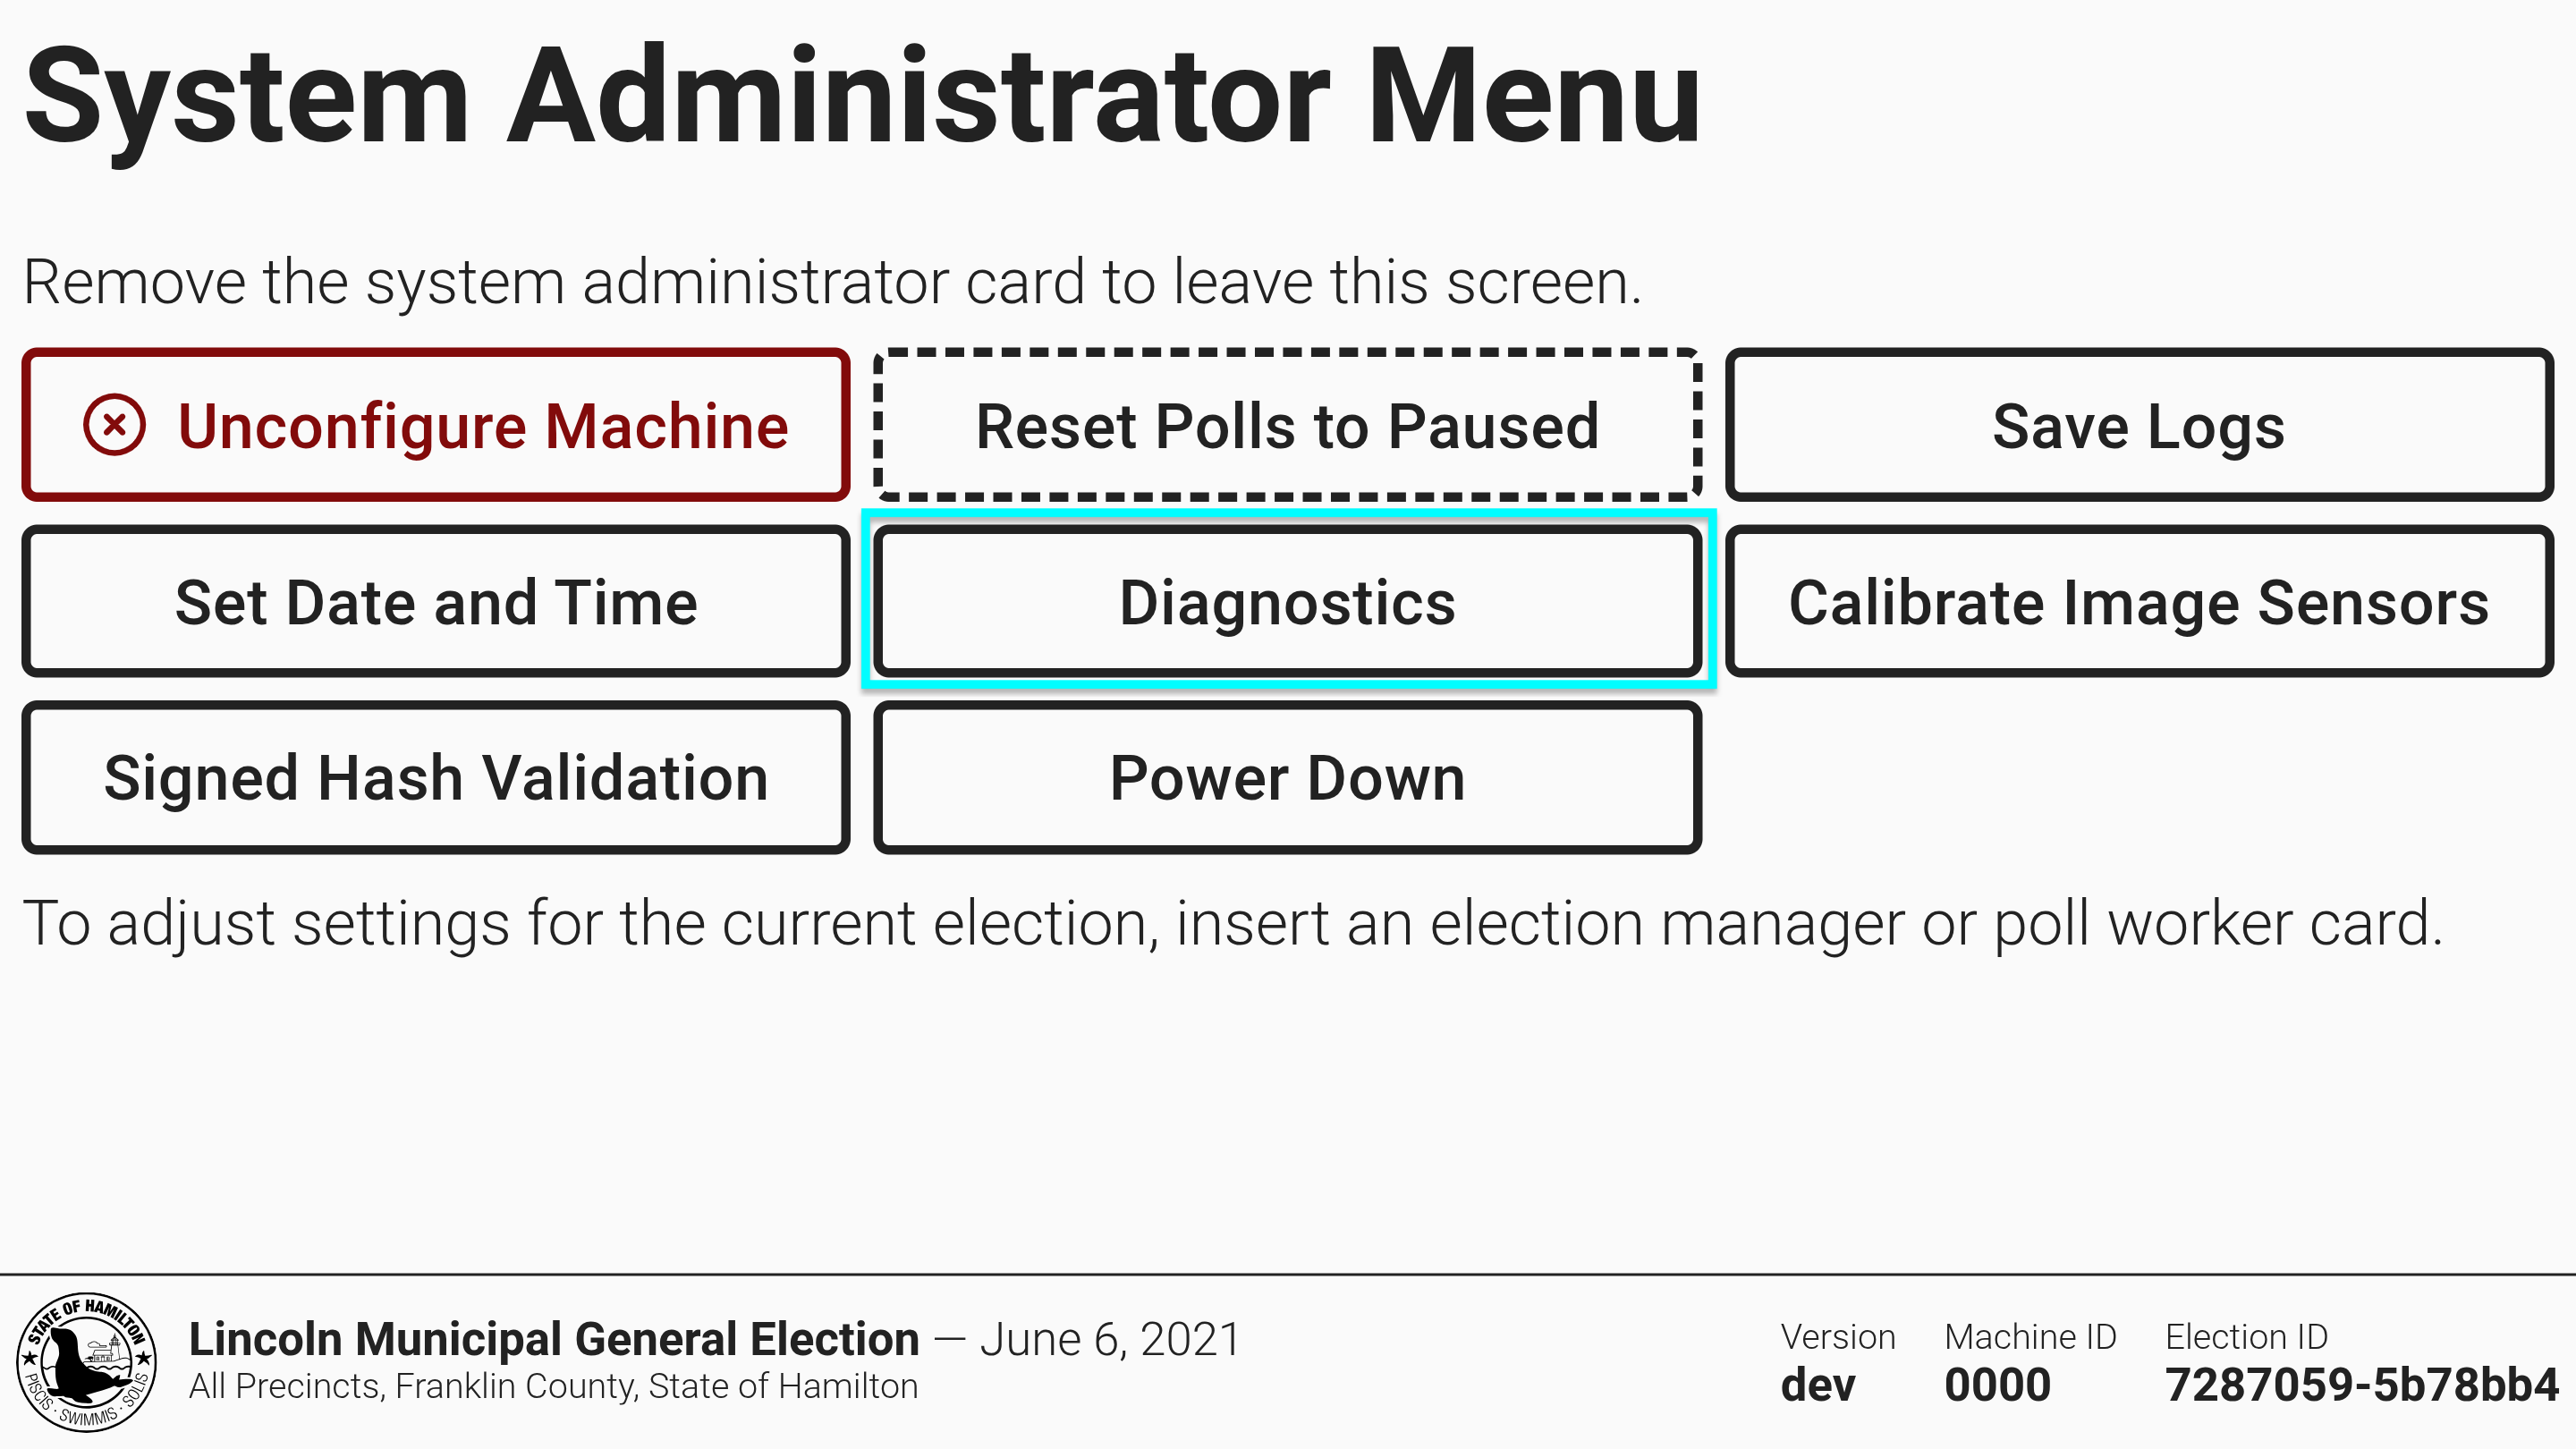 System Administrator Menu
Remove the system administrator card to leave this screen.
Unconfigure Machine
Reset Polls to Paused
Save Logs
Set Date and Time
Diagnostics
Calibrate Image Sensors
Signed Hash Validation
Power Down
To adjust settings for the current election, insert an election manager or poll worker card.
STATE OF HAMILTON
PISCIS · SWIMMIS · SOLIS
Lincoln Municipal General Election — June 6, 2021
All Precincts, Franklin County, State of Hamilton
Version
dev
Machine ID
0000
Election ID
7287059-5b78bb4